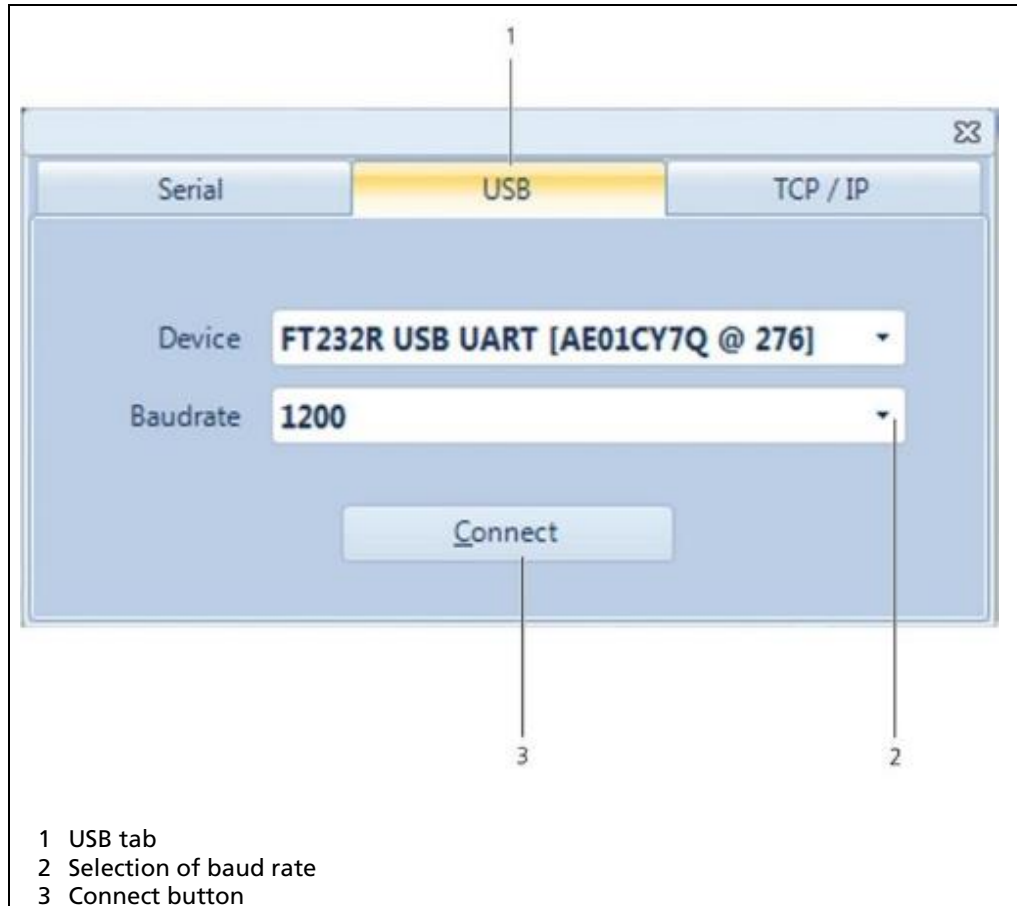 1
Serial USB TCP / IP
Device FT232R USB UART [AE01CY7Q @ 276]
Baudrate 1200
Connect
3 2
1 USB tab
2 Selection of baud rate
3 Connect button